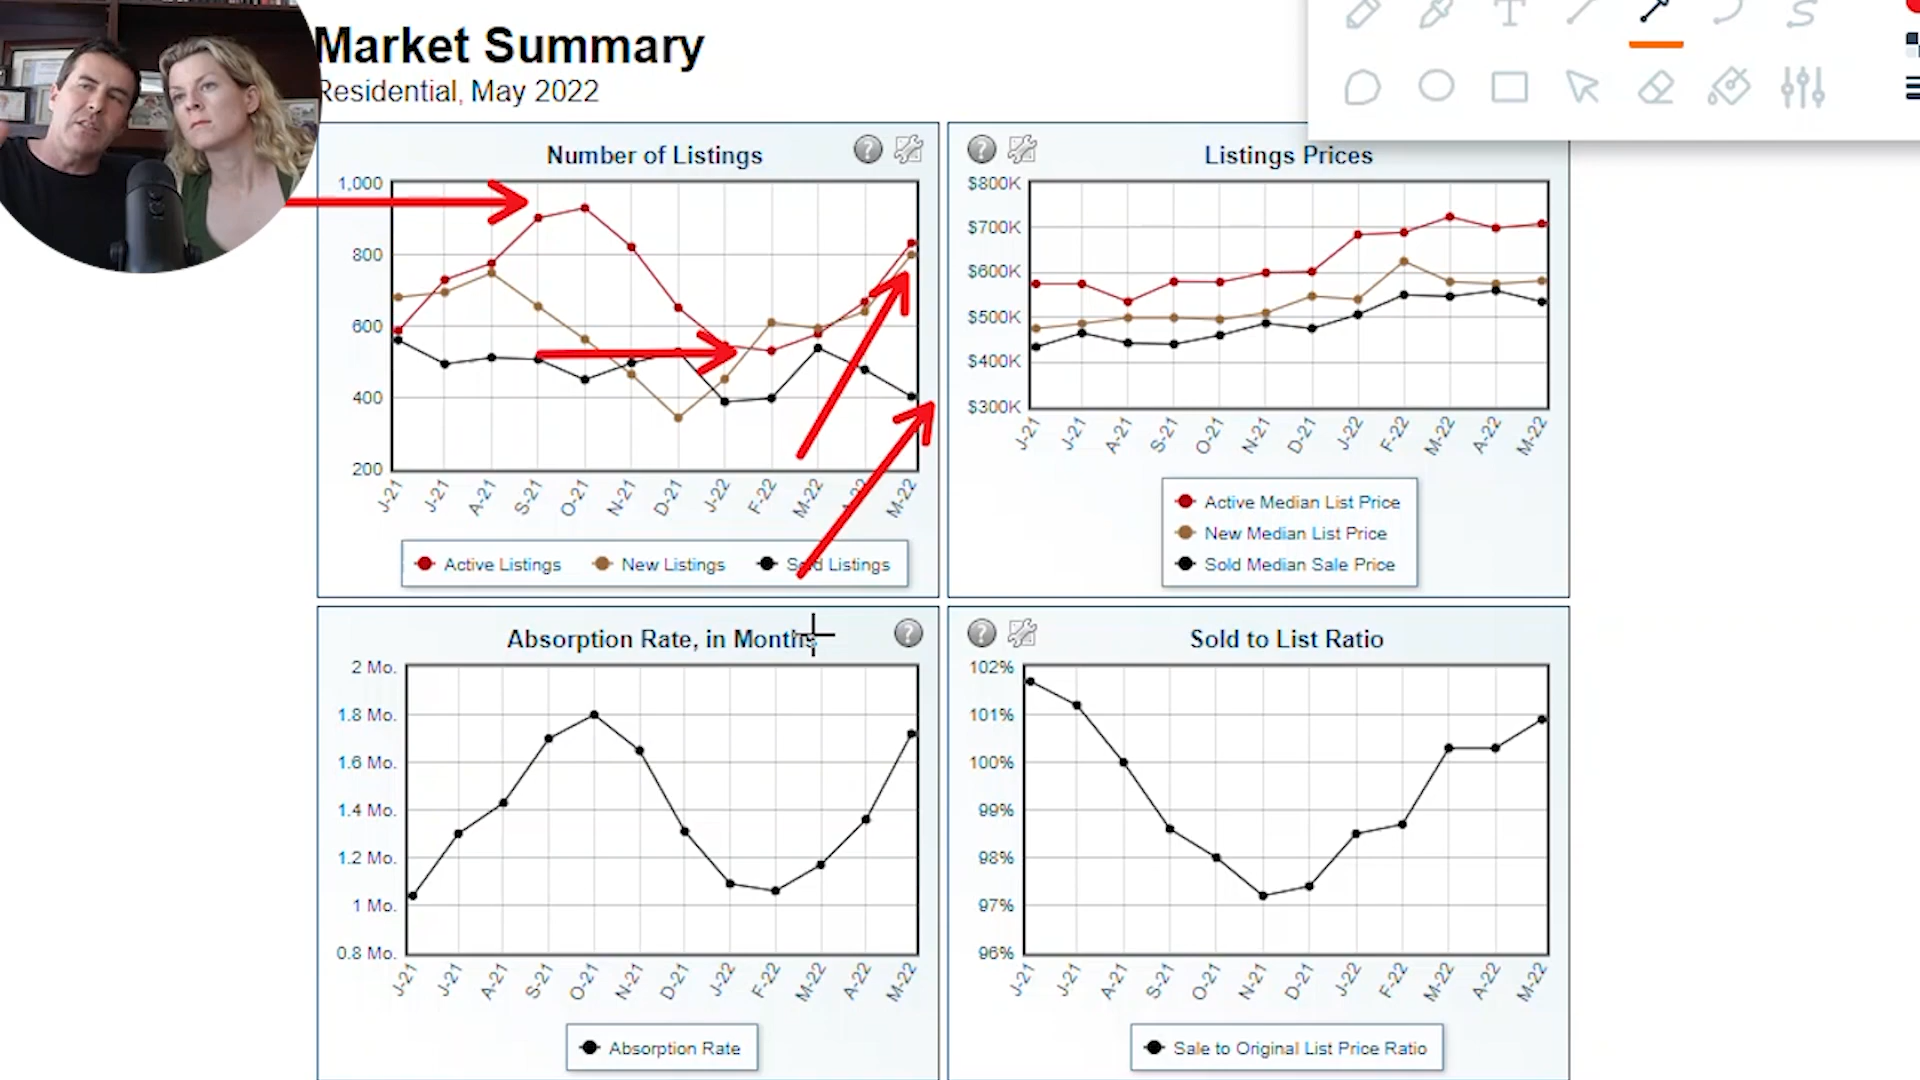 Market Summary
Residential, May 2022
Number of Listings
1,000
800
600
400
200
J-21
J-21
A-21
S-21
O-21
N-21
D-21
J-22
F-22
M-22
M-22
Active Listings
New Listings
Listings
Listings Prices
$800K
$700K
$600K
$500K
$400K
$300K
J-21
J-21
A-21
S-21
O-21
N-21
D-21
J-22
F-22
M-22
A-22
M-22
Active Median List Price
New Median List Price
Sold Median Sale Price
Absorption Rate, in Months
2 Mo.
1.8 Mo.
1.6 Mo.
1.4 Mo.
1.2 Mo.
1 Mo.
0.8 Mo.
J-21
J-21
A-21
S-21
O-21
N-21
D-21
J-22
F-22
M-22
A-22
M-22
Absorption Rate
Sold to List Ratio
102%
101%
100%
99%
98%
97%
96%
J-21
J-21
A-21
S-21
O-21
N-21
D-21
J-22
F-22
M-22
A-22
M-22
Sale to Original List Price Ratio